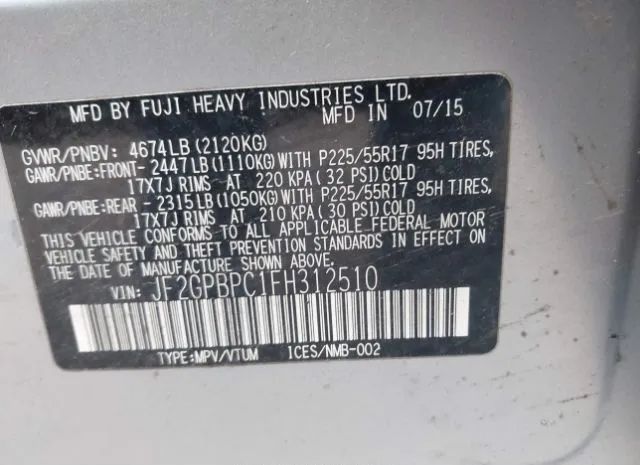 MFD BY FUJI HEAVY INDUSTRIES LTD.
MFD IN 07/15
GVWR/PNBV: 4674LB(2120KG)
GAWR/PNBE:FRONT- 2447LB(1110KG)WITH P225/55R17 95H TIRES,
17X7J RIMS AT 220 KPA(32 PSI)COLD
GAWR/PNBE:REAR - 2315LB(1050KG)WITH P225/55R17 95H TIRES,
17X7J RIMS AT 210 KPA(30 PSI)COLD
THIS VEHICLE CONFORMS TO ALL APPLICABLE FEDERAL MOTOR
VEHICLE SAFETY AND THEFT PREVENTION STANDARDS IN EFFECT ON
THE DATE OF MANUFACTURE SHOWN ABOVE.
VIN: JF2GPBPC1FH312510
TYPE:MPV/VTUM 1CES/NMB-002